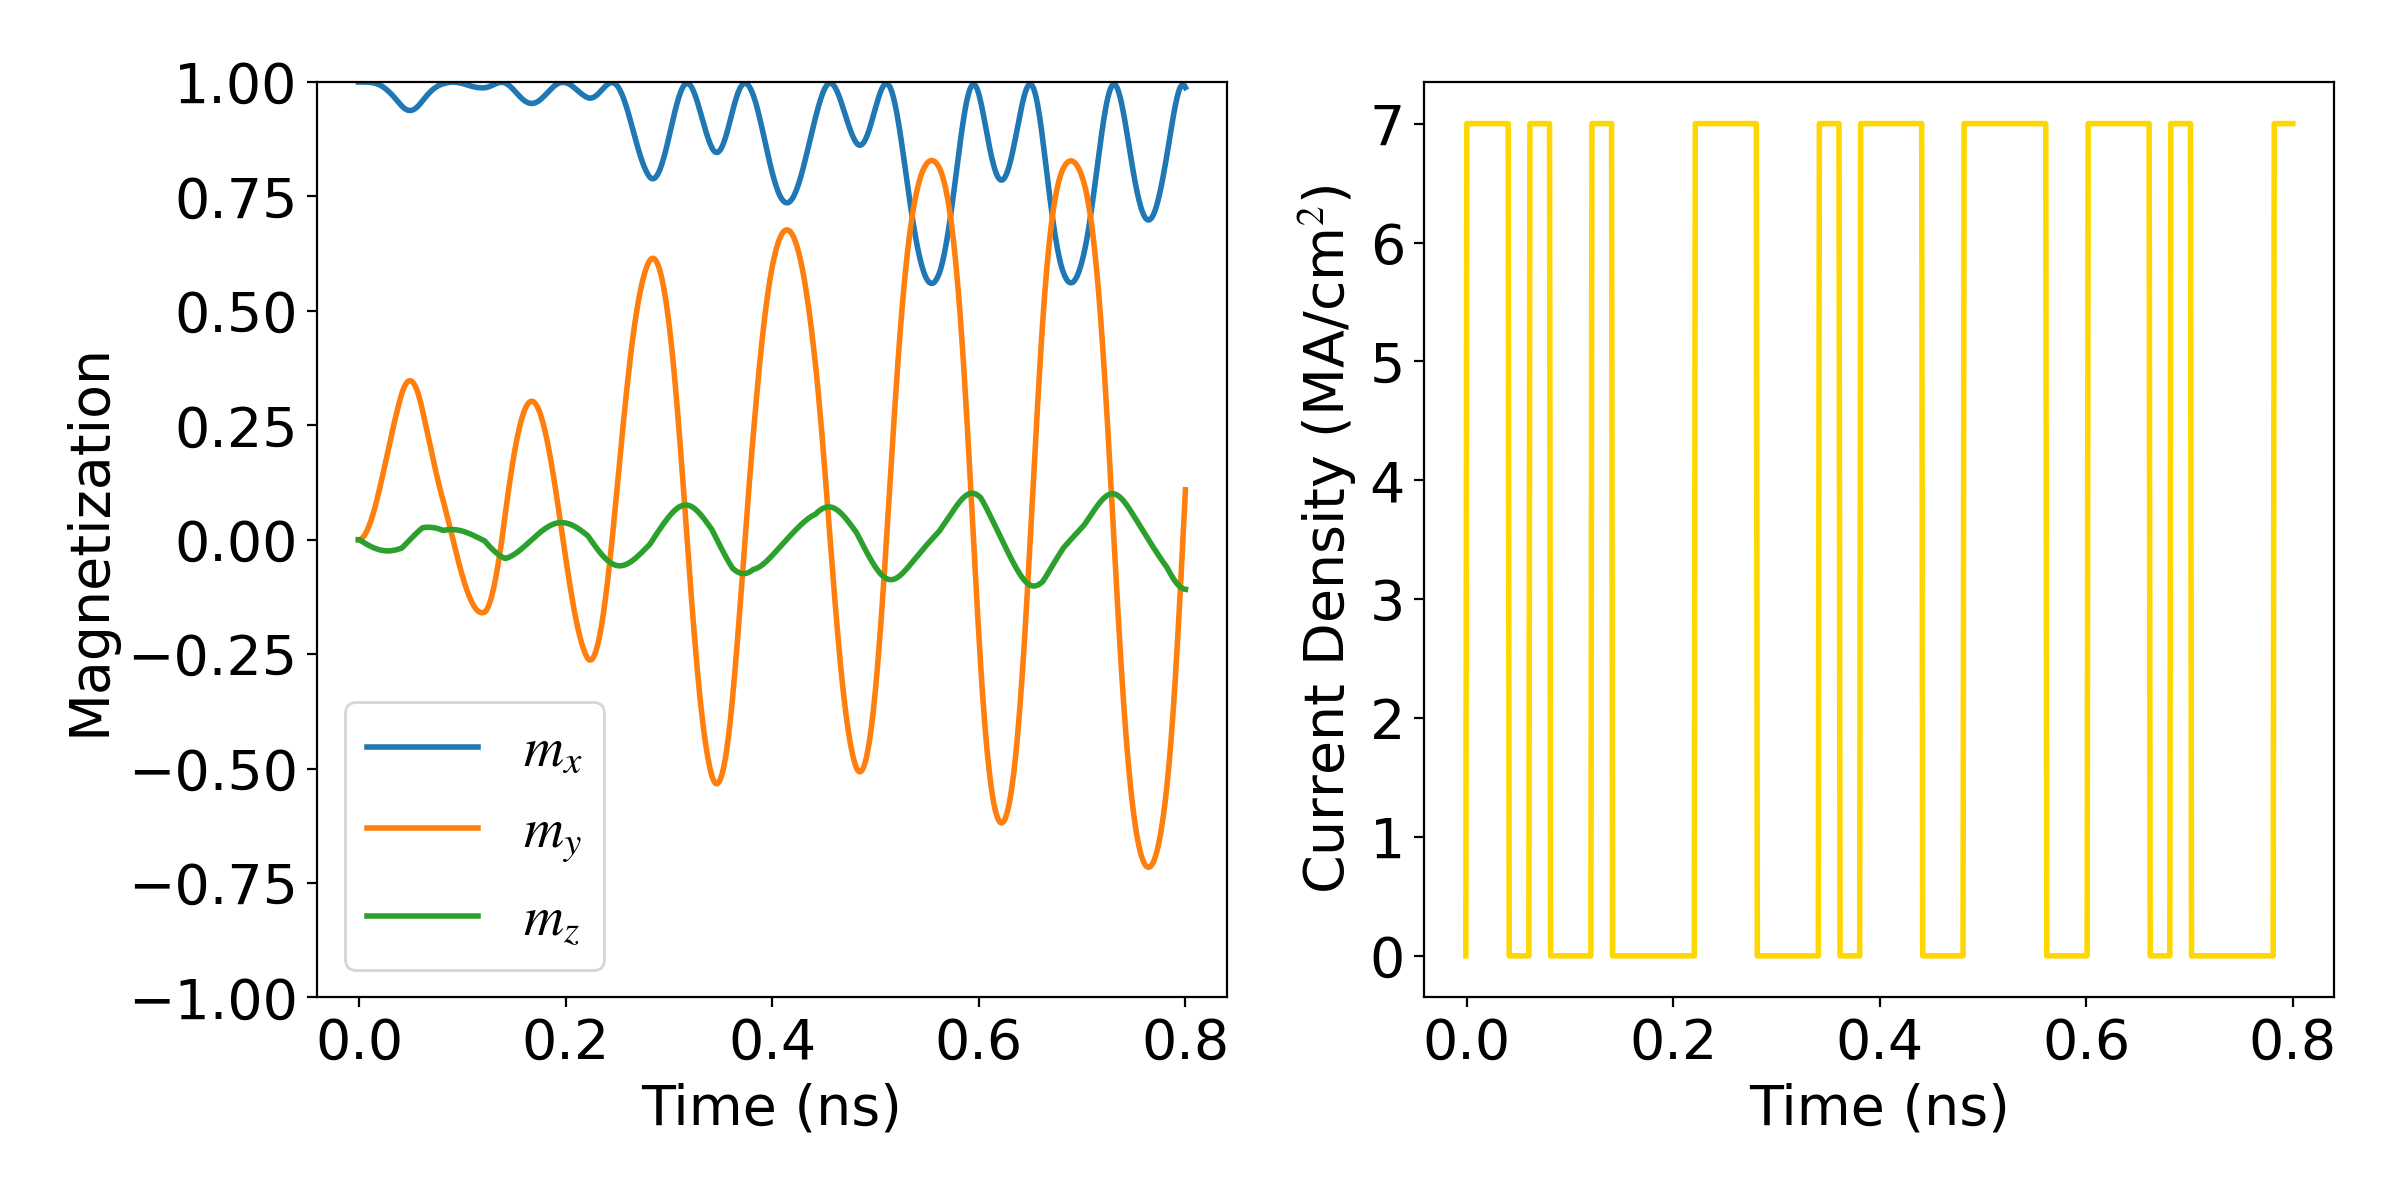 1.00
0.75
0.50
0.25
0.00
−0.25
−0.50
−0.75
−1.00
Magnetization
m_x
m_y
m_z
0.0 0.2 0.4 0.6 0.8
Time (ns)
7
6
5
4
3
2
1
0
Current Density (MA/cm²)
0.0 0.2 0.4 0.6 0.8
Time (ns)